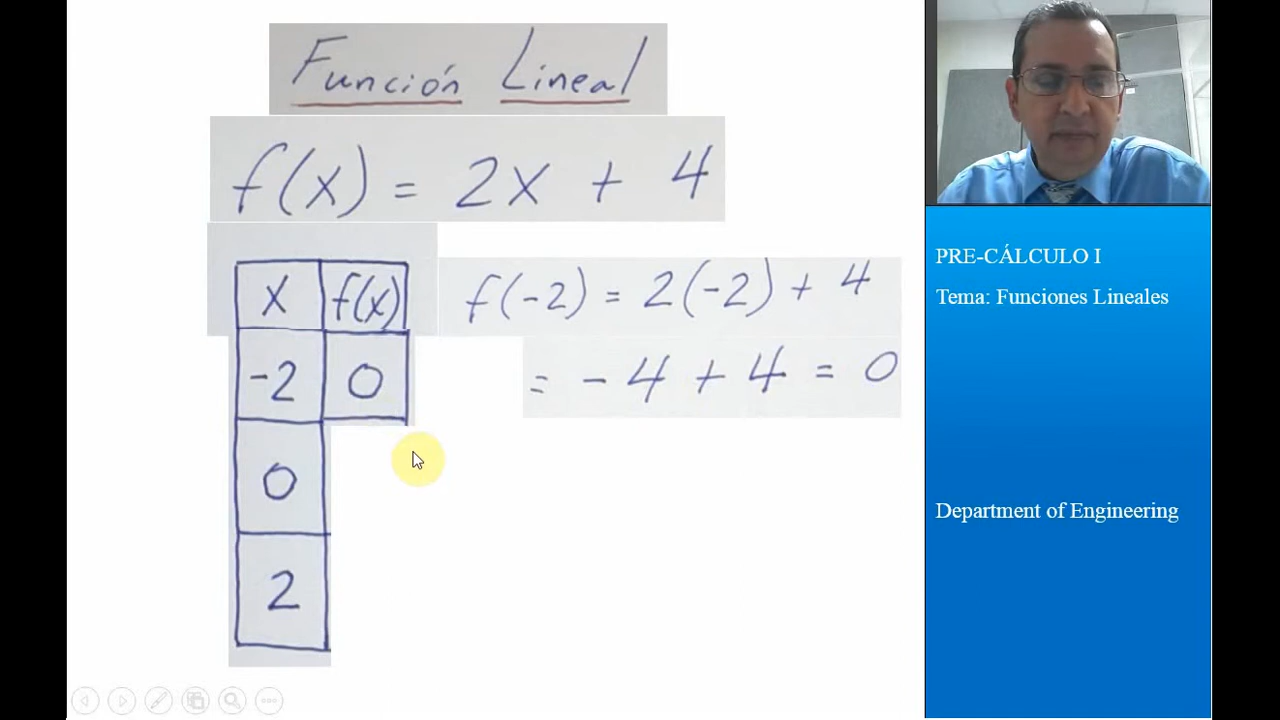 Función Lineal
f(x) = 2x + 4
x f(x)
-2 0
0
2
f(-2) = 2(-2) + 4
= -4 + 4 = 0
PRE-CÁLCULO I
Tema: Funciones Lineales
Department of Engineering